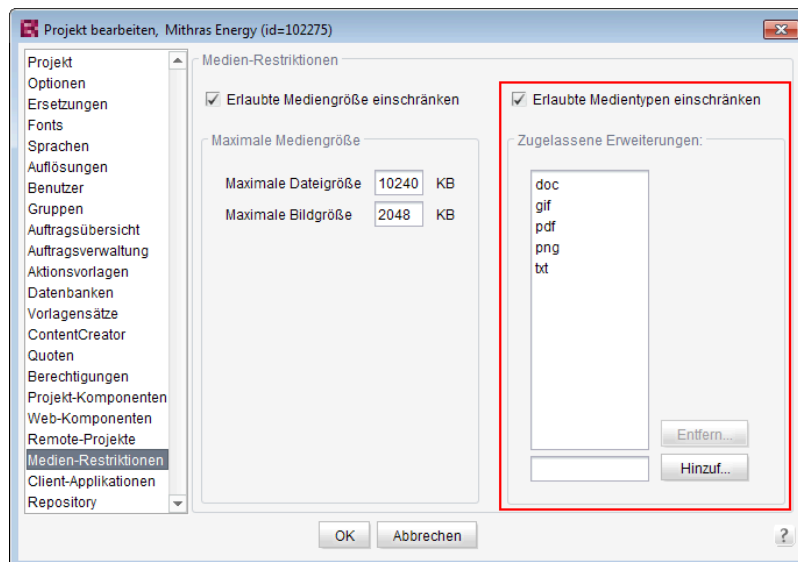 Projekt bearbeiten, Mithras Energy (id=102275)
Projekt
Optionen
Ersetzungen
Fonts
Sprachen
Auflösungen
Benutzer
Gruppen
Auftragsübersicht
Auftragsverwaltung
Aktionsvorlagen
Datenbanken
Vorlagensätze
ContentCreator
Quoten
Berechtigungen
Projekt-Komponenten
Web-Komponenten
Remote-Projekte
Medien-Restriktionen
Client-Applikationen
Repository
Medien-Restriktionen
Erlaubte Mediengröße einschränken
Maximale Mediengröße
Maximale Dateigröße 10240 KB
Maximale Bildgröße 2048 KB
Erlaubte Medientypen einschränken
Zugelassene Erweiterungen:
doc
gif
pdf
png
txt
Entfern...
Hinzuf...
OK Abbrechen
?